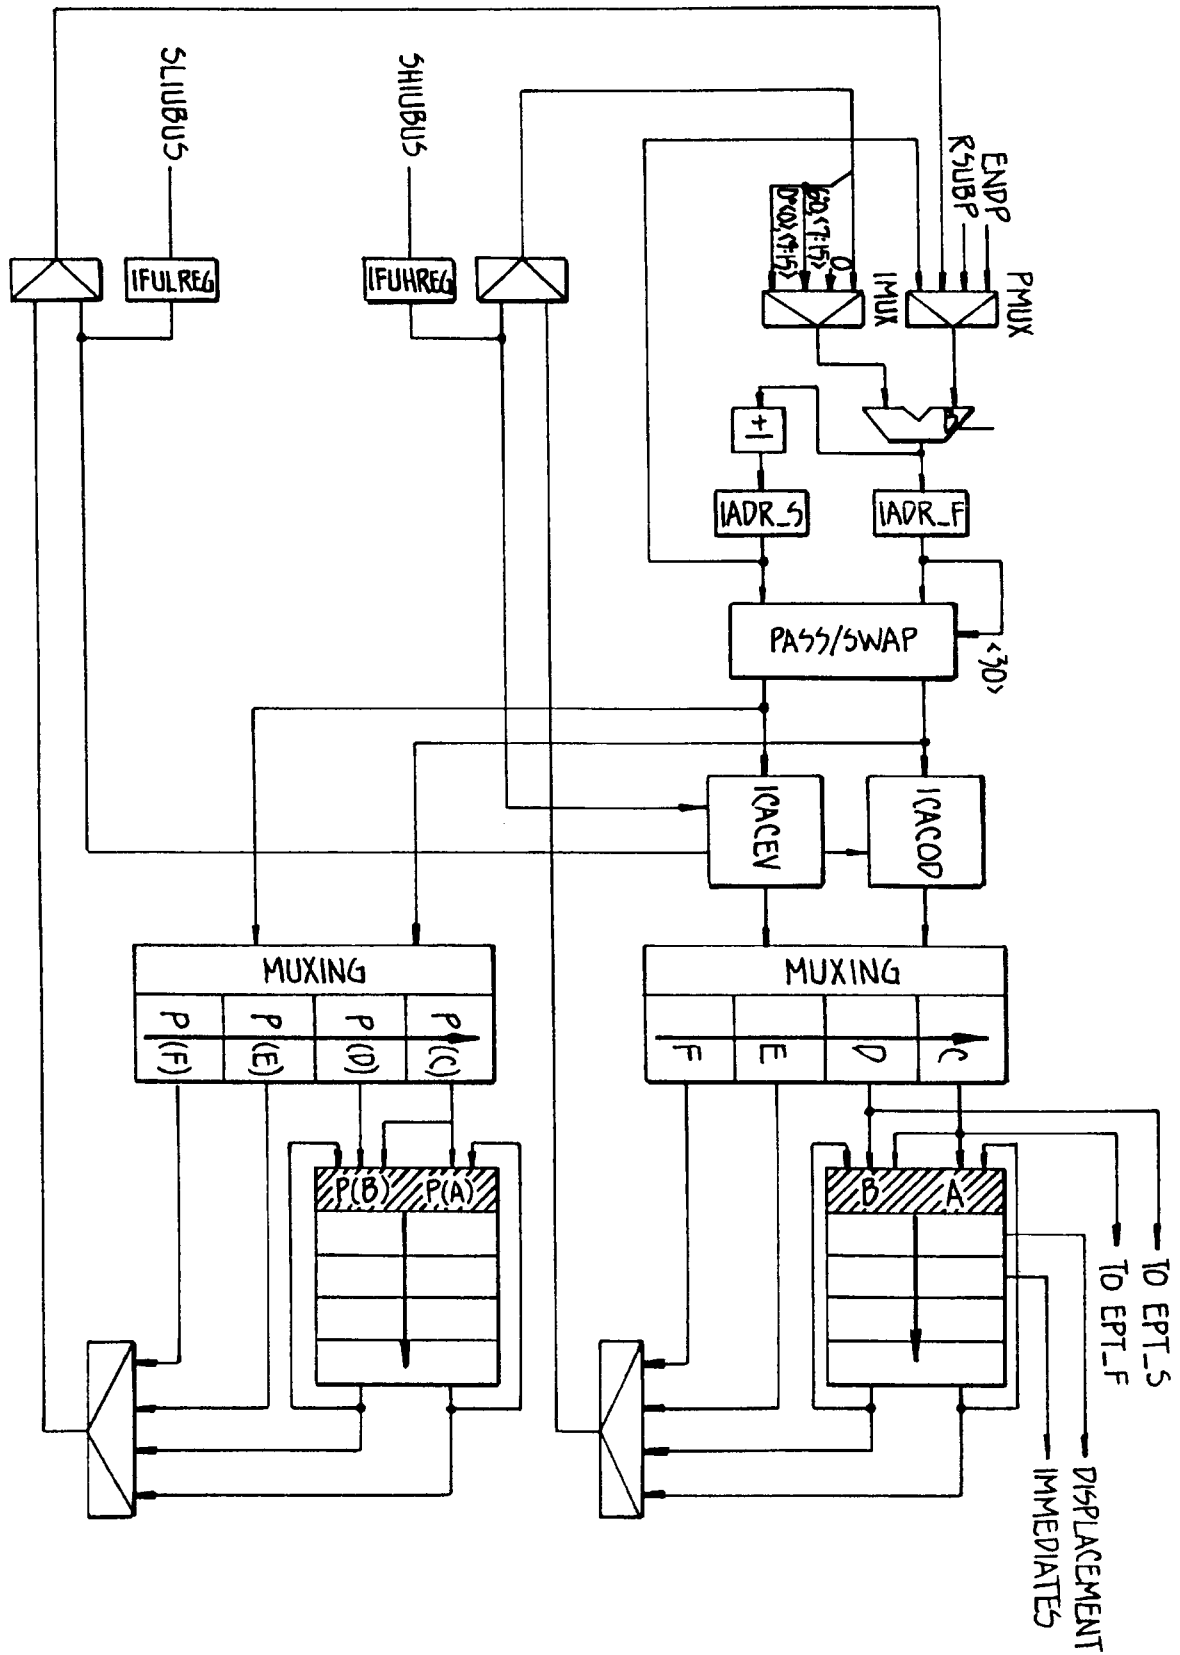 SLIUBUS
SHIUBUS
ENDP
RSUBP
PMUX
IMUX
0
IFULREG
IFUHREG
+1
IADR_S
IADR_F
PASS/SWAP
<30>
ICACEV
ICACOD
MUXING
P(F)
P(E)
P(D)
P(C)
MUXING
F
E
D
C
P(B)
P(A)
B
A
TO EPT_S
TO EPT_F
DISPLACEMENT
IMMEDIATES